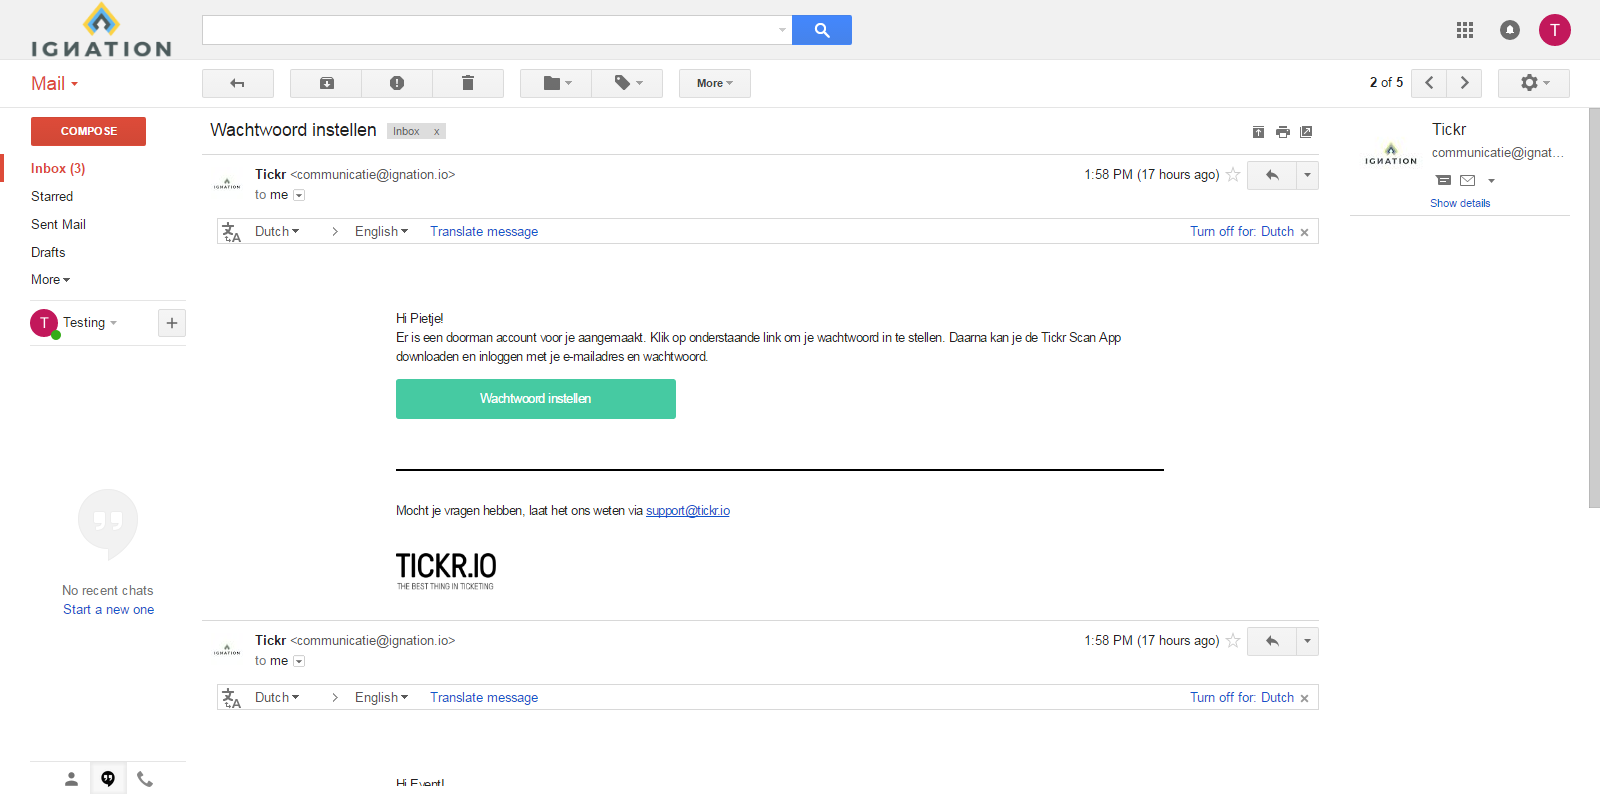 IGNATION
Mail
More
2 of 5
COMPOSE
Inbox (3)
Starred
Sent Mail
Drafts
More
T
Testing
No recent chats
Start a new one
Wachtwoord instellen
Inbox x
Tickr <communicatie@ignation.io>
to me
1:58 PM (17 hours ago)
Dutch > English Translate message
Turn off for: Dutch x
Hi Pietje!
Er is een doorman account voor je aangemaakt. Klik op onderstaande link om je wachtwoord in te stellen. Daarna kan je de Tickr Scan App
downloaden en inloggen met je e-mailadres en wachtwoord.
Wachtwoord instellen
Mocht je vragen hebben, laat het ons weten via support@tickr.io
TICKR.IO
THE BEST THING IN TICKETING
IGNATION
Tickr <communicatie@ignation.io>
to me
1:58 PM (17 hours ago)
Dutch > English Translate message
Turn off for: Dutch x
Hi Event!
T
IGNATION
Tickr
communicatie@ignat...
Show details
IGNATION